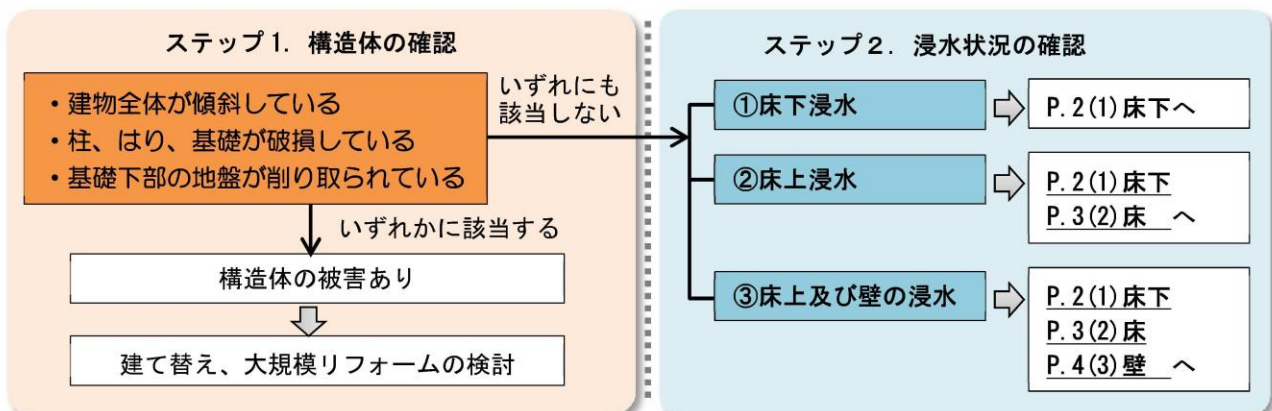 ステップ1. 構造体の確認
・建物全体が傾斜している
・柱、はり、基礎が破損している
・基礎下部の地盤が削り取られている
いずれにも
該当しない
いずれかに該当する
構造体の被害あり
建て替え、大規模リフォームの検討
ステップ2. 浸水状況の確認
①床下浸水
P.2(1)床下へ
②床上浸水
P.2(1)床下
P.3(2)床 へ
③床上及び壁の浸水
P.2(1)床下
P.3(2)床
P.4(3)壁 へ